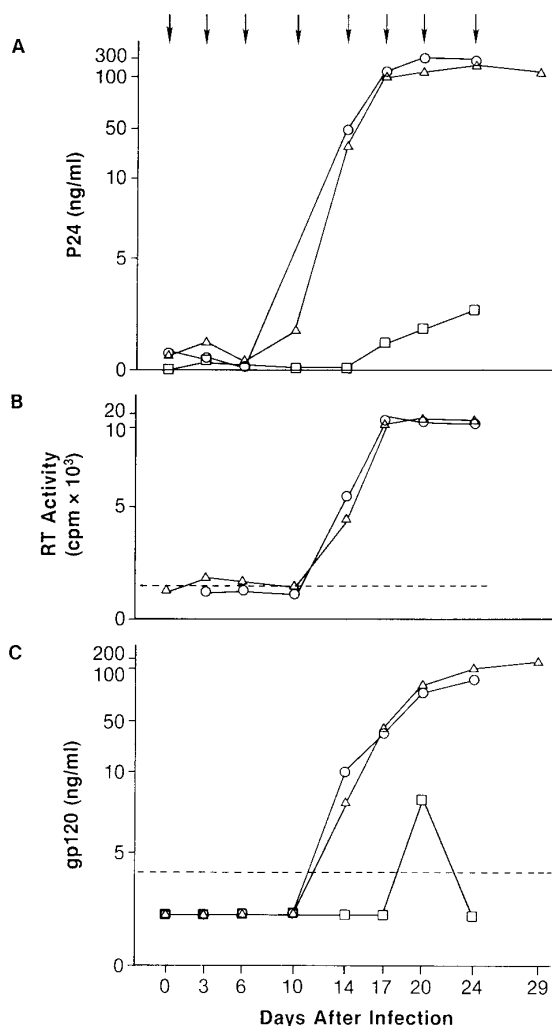 A
300
100
50
10
5
0
P24 (ng/ml)
B
20
10
5
0
RT Activity
(cpm × 10³)
C
200
100
50
10
5
0
gp120 (ng/ml)
0 3 6 10 14 17 20 24 29
Days After Infection